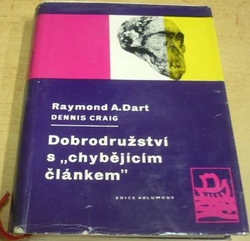 Raymond A. Dart
DENNIS CRAIG
Dobrodružství
s „chybějícím
článkem"
EDICE KOLUMBUS